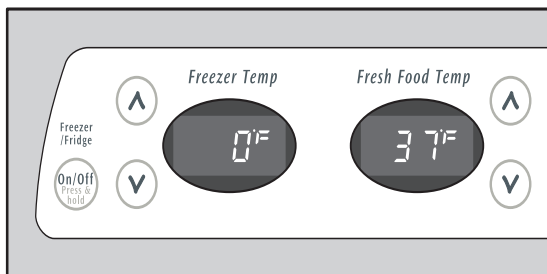 Freezer Temp
Fresh Food Temp
Freezer
/Fridge
0°F
37°F
On/Off
Press &
hold